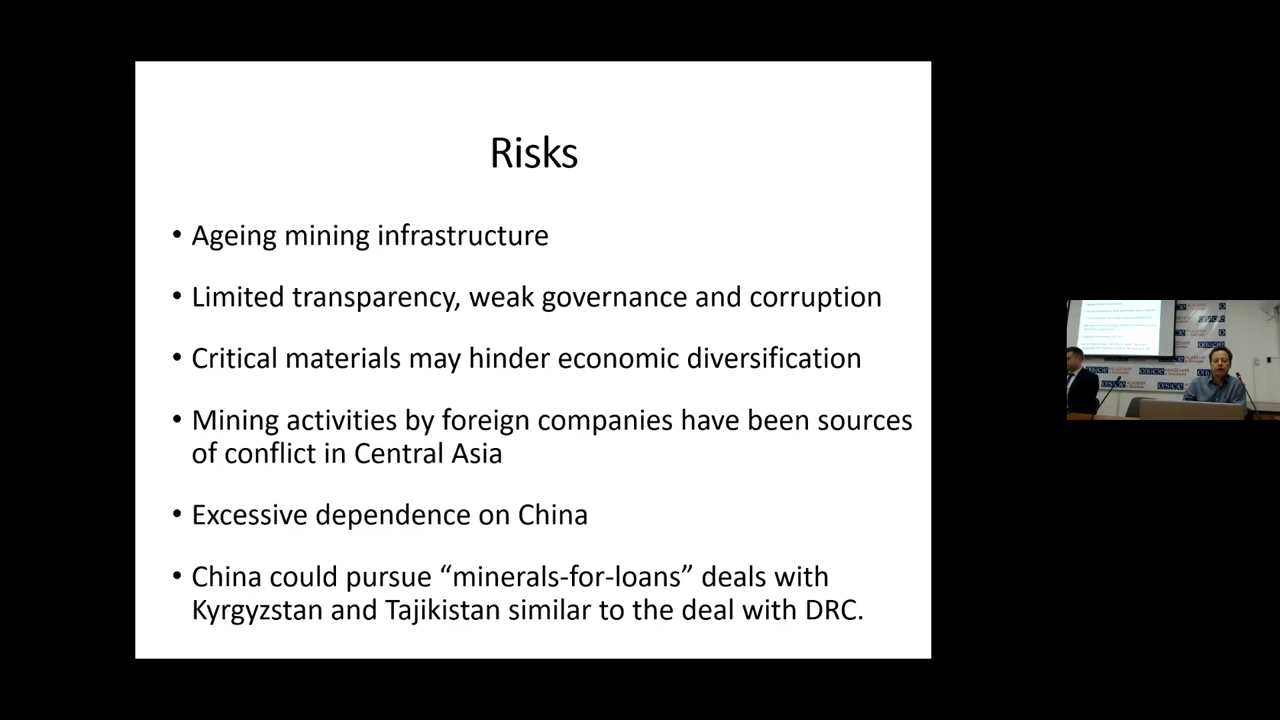 Risks
• Ageing mining infrastructure
• Limited transparency, weak governance and corruption
• Critical materials may hinder economic diversification
• Mining activities by foreign companies have been sources
of conflict in Central Asia
• Excessive dependence on China
• China could pursue “minerals-for-loans” deals with
Kyrgyzstan and Tajikistan similar to the deal with DRC.
osce
ACADEMY